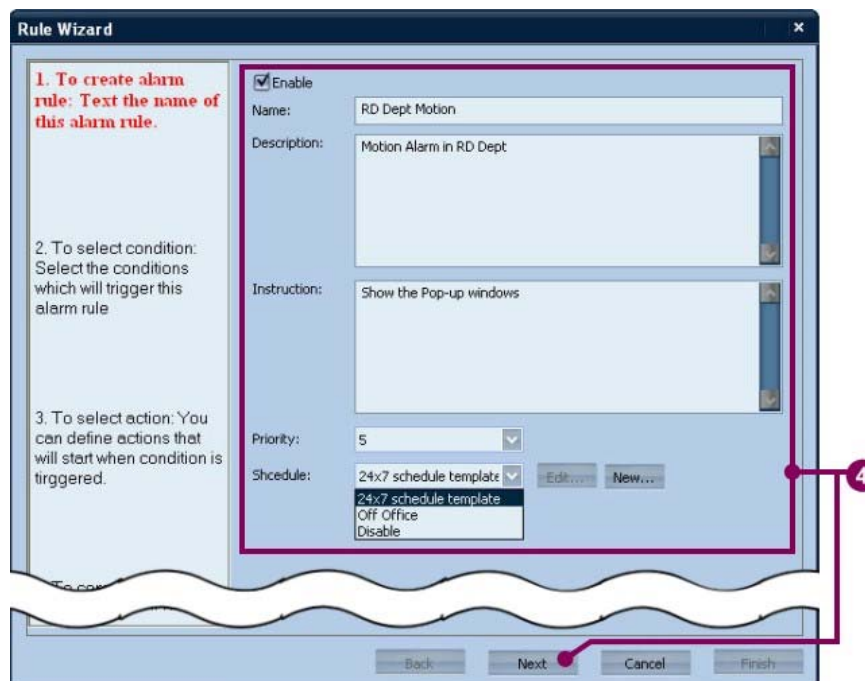 Rule Wizard
1. To create alarm
rule: Text the name of
this alarm rule.
2. To select condition:
Select the conditions
which will trigger this
alarm rule
3. To select action: You
can define actions that
will start when condition is
tirggered.
Enable
Name:
RD Dept Motion
Description:
Motion Alarm in RD Dept
Instruction:
Show the Pop-up windows
Priority:
5
Shcedule:
24x7 schedule template
Edit...
New...
24x7 schedule template
Off Office
Disable
4
Back
Next
Cancel
Finish